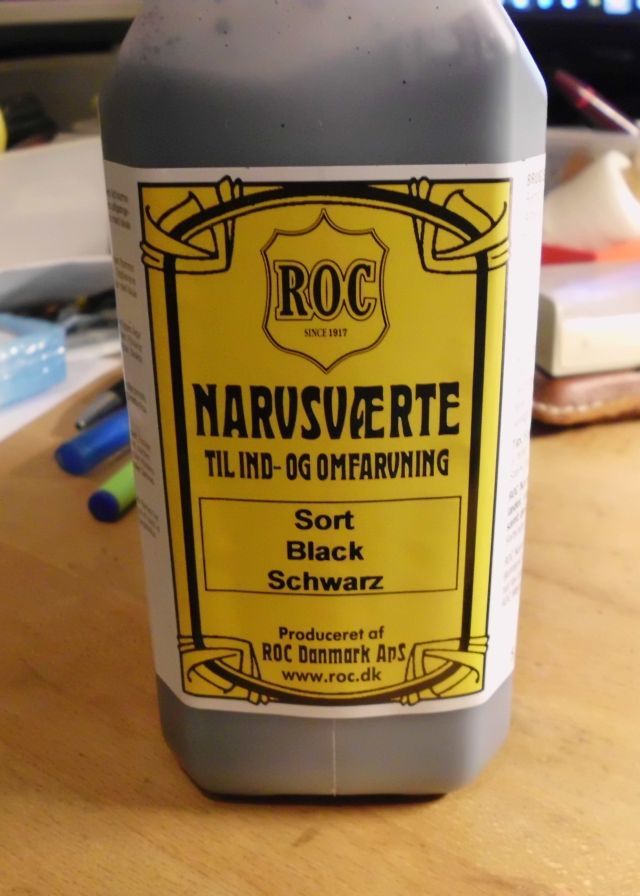 ROC
SINCE 1917
NARVSVÆRTE
TIL IND- OG OMFARVNING
Sort
Black
Schwarz
Produceret af
ROC Danmark ApS
www.roc.dk